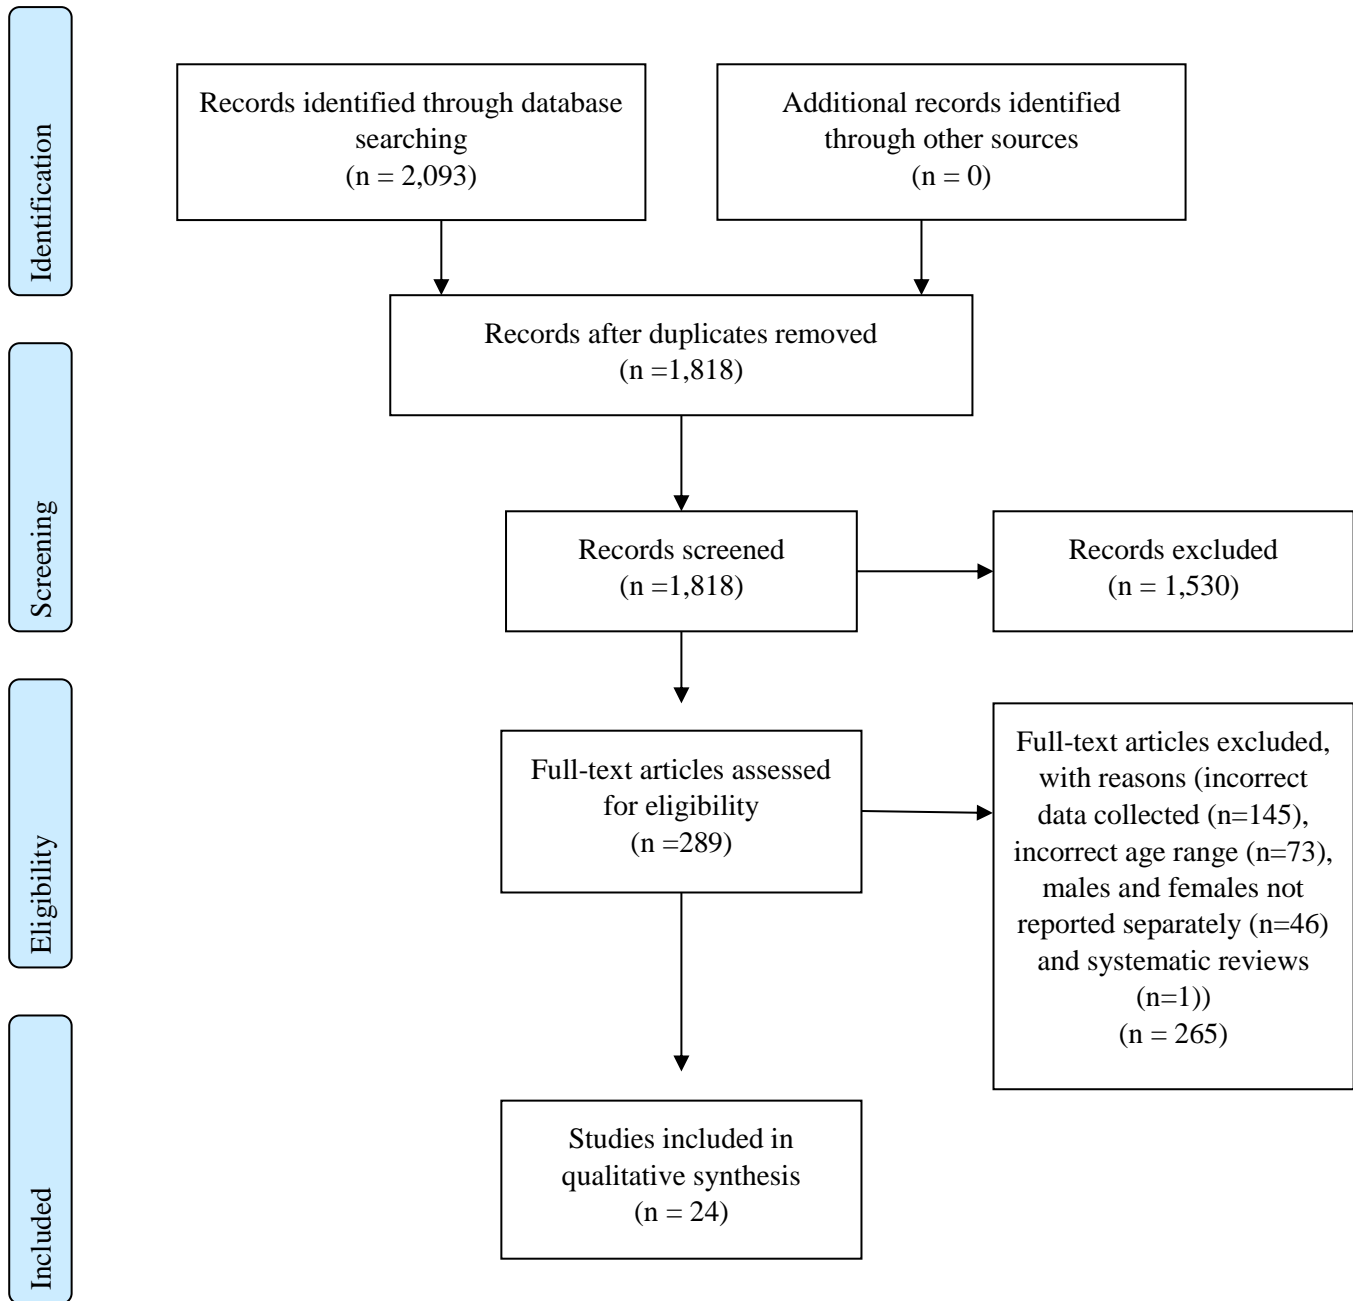 Identification
Records identified through database
searching
(n = 2,093)
Additional records identified
through other sources
(n = 0)
Records after duplicates removed
(n =1,818)
Screening
Records screened
(n =1,818)
Records excluded
(n = 1,530)
Eligibility
Full-text articles assessed
for eligibility
(n =289)
Full-text articles excluded,
with reasons (incorrect
data collected (n=145),
incorrect age range (n=73),
males and females not
reported separately (n=46)
and systematic reviews
(n=1))
(n = 265)
Included
Studies included in
qualitative synthesis
(n = 24)